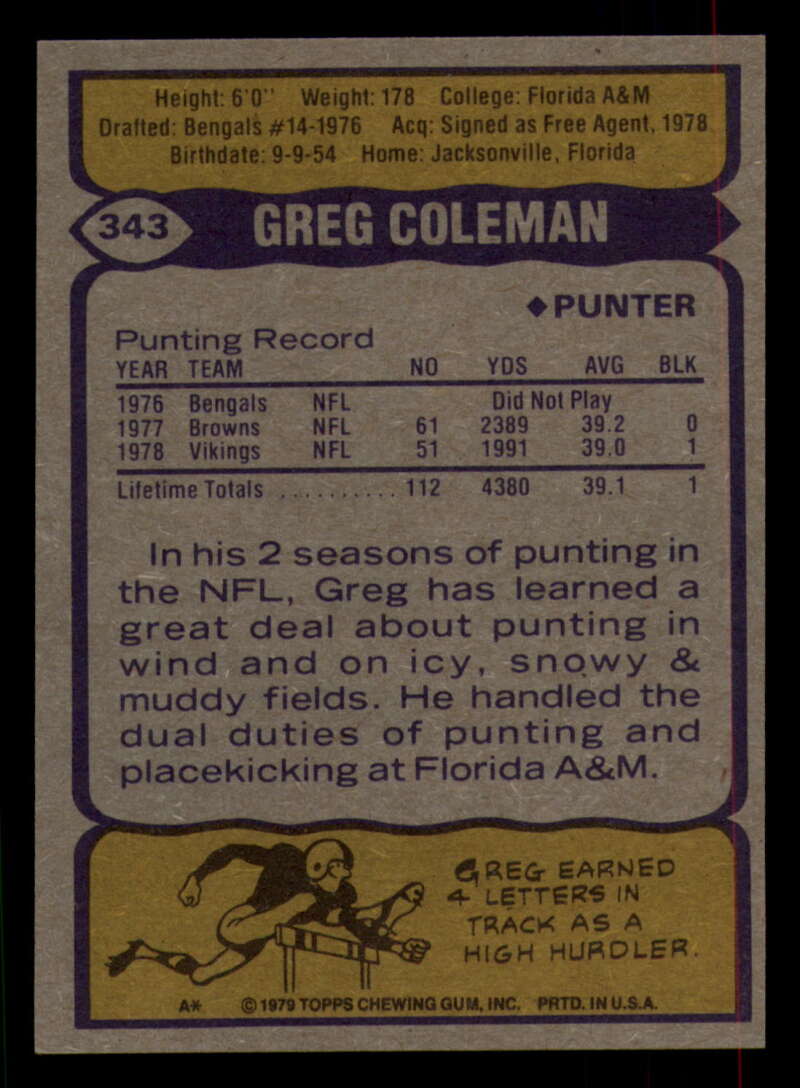 Height: 6'0" Weight: 178 College: Florida A&M
Drafted: Bengals #14-1976 Acq: Signed as Free Agent, 1978
Birthdate: 9-9-54 Home: Jacksonville, Florida
343 GREG COLEMAN
◆PUNTER
Punting Record
YEAR TEAM NO YDS AVG BLK
1976 Bengals NFL Did Not Play
1977 Browns NFL 61 2389 39.2 0
1978 Vikings NFL 51 1991 39.0 1
Lifetime Totals .......... 112 4380 39.1 1
In his 2 seasons of punting in
the NFL, Greg has learned a
great deal about punting in
wind and on icy, snowy &
muddy fields. He handled the
dual duties of punting and
placekicking at Florida A&M.
GREG EARNED
4 LETTERS IN
TRACK AS A
HIGH HURDLER.
A* ©1979 TOPPS CHEWING GUM, INC. PRTD. IN U.S.A.